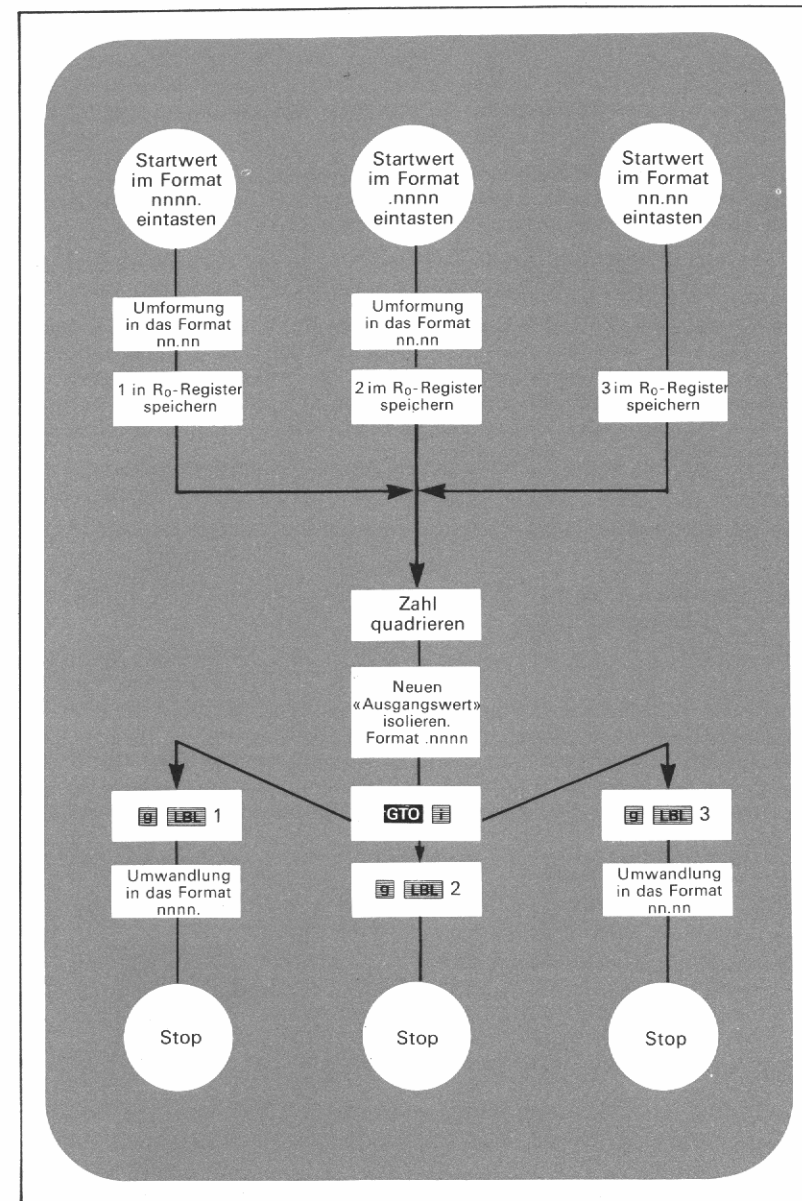 Startwert
im Format
nnnn.
eintasten
Startwert
im Format
.nnnn
eintasten
Startwert
im Format
nn.nn
eintasten
Umformung
in das Format
nn.nn
Umformung
in das Format
nn.nn
1 in R₀-Register
speichern
2 im R₀-Register
speichern
3 im R₀-Register
speichern
Zahl
quadrieren
Neuen
«Ausgangswert»
isolieren.
Format .nnnn
g LBL 1
GTO i
g LBL 3
Umwandlung
in das Format
nnnn.
g LBL 2
Umwandlung
in das Format
nn.nn
Stop
Stop
Stop